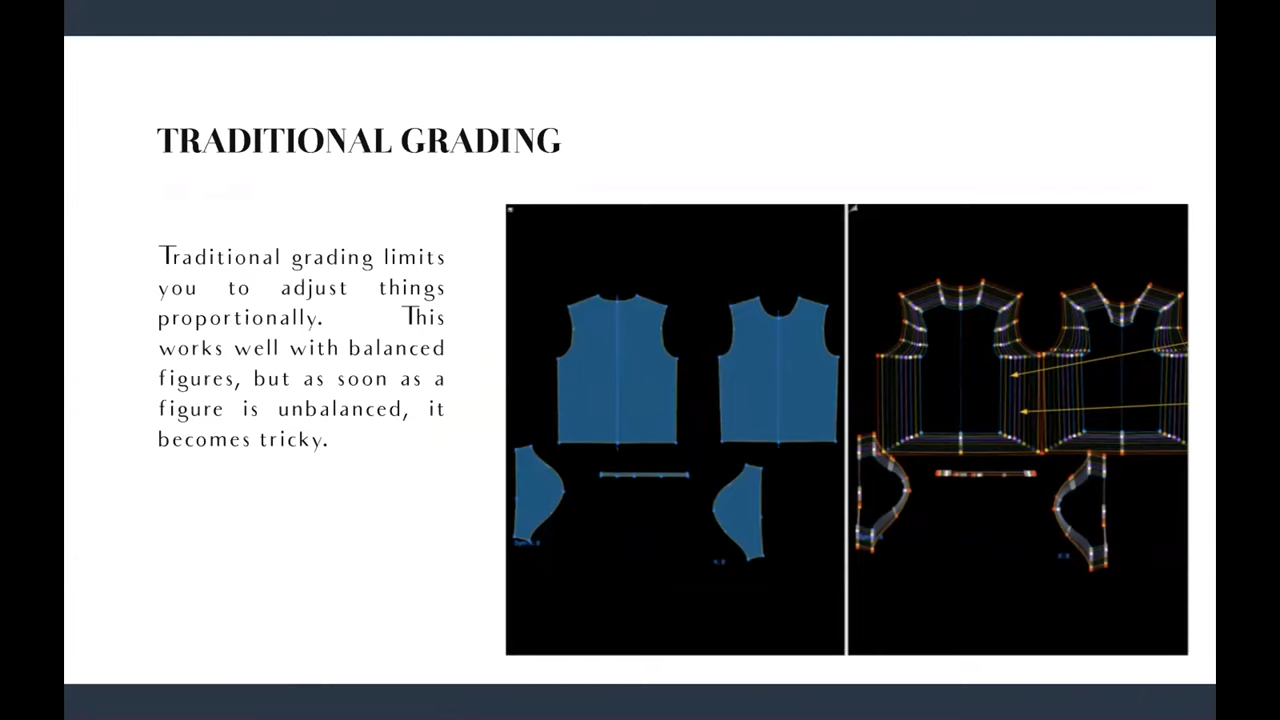 TRADITIONAL GRADING
Traditional grading limits
you to adjust things
proportionally. This
works well with balanced
figures, but as soon as a
figure is unbalanced, it
becomes tricky.